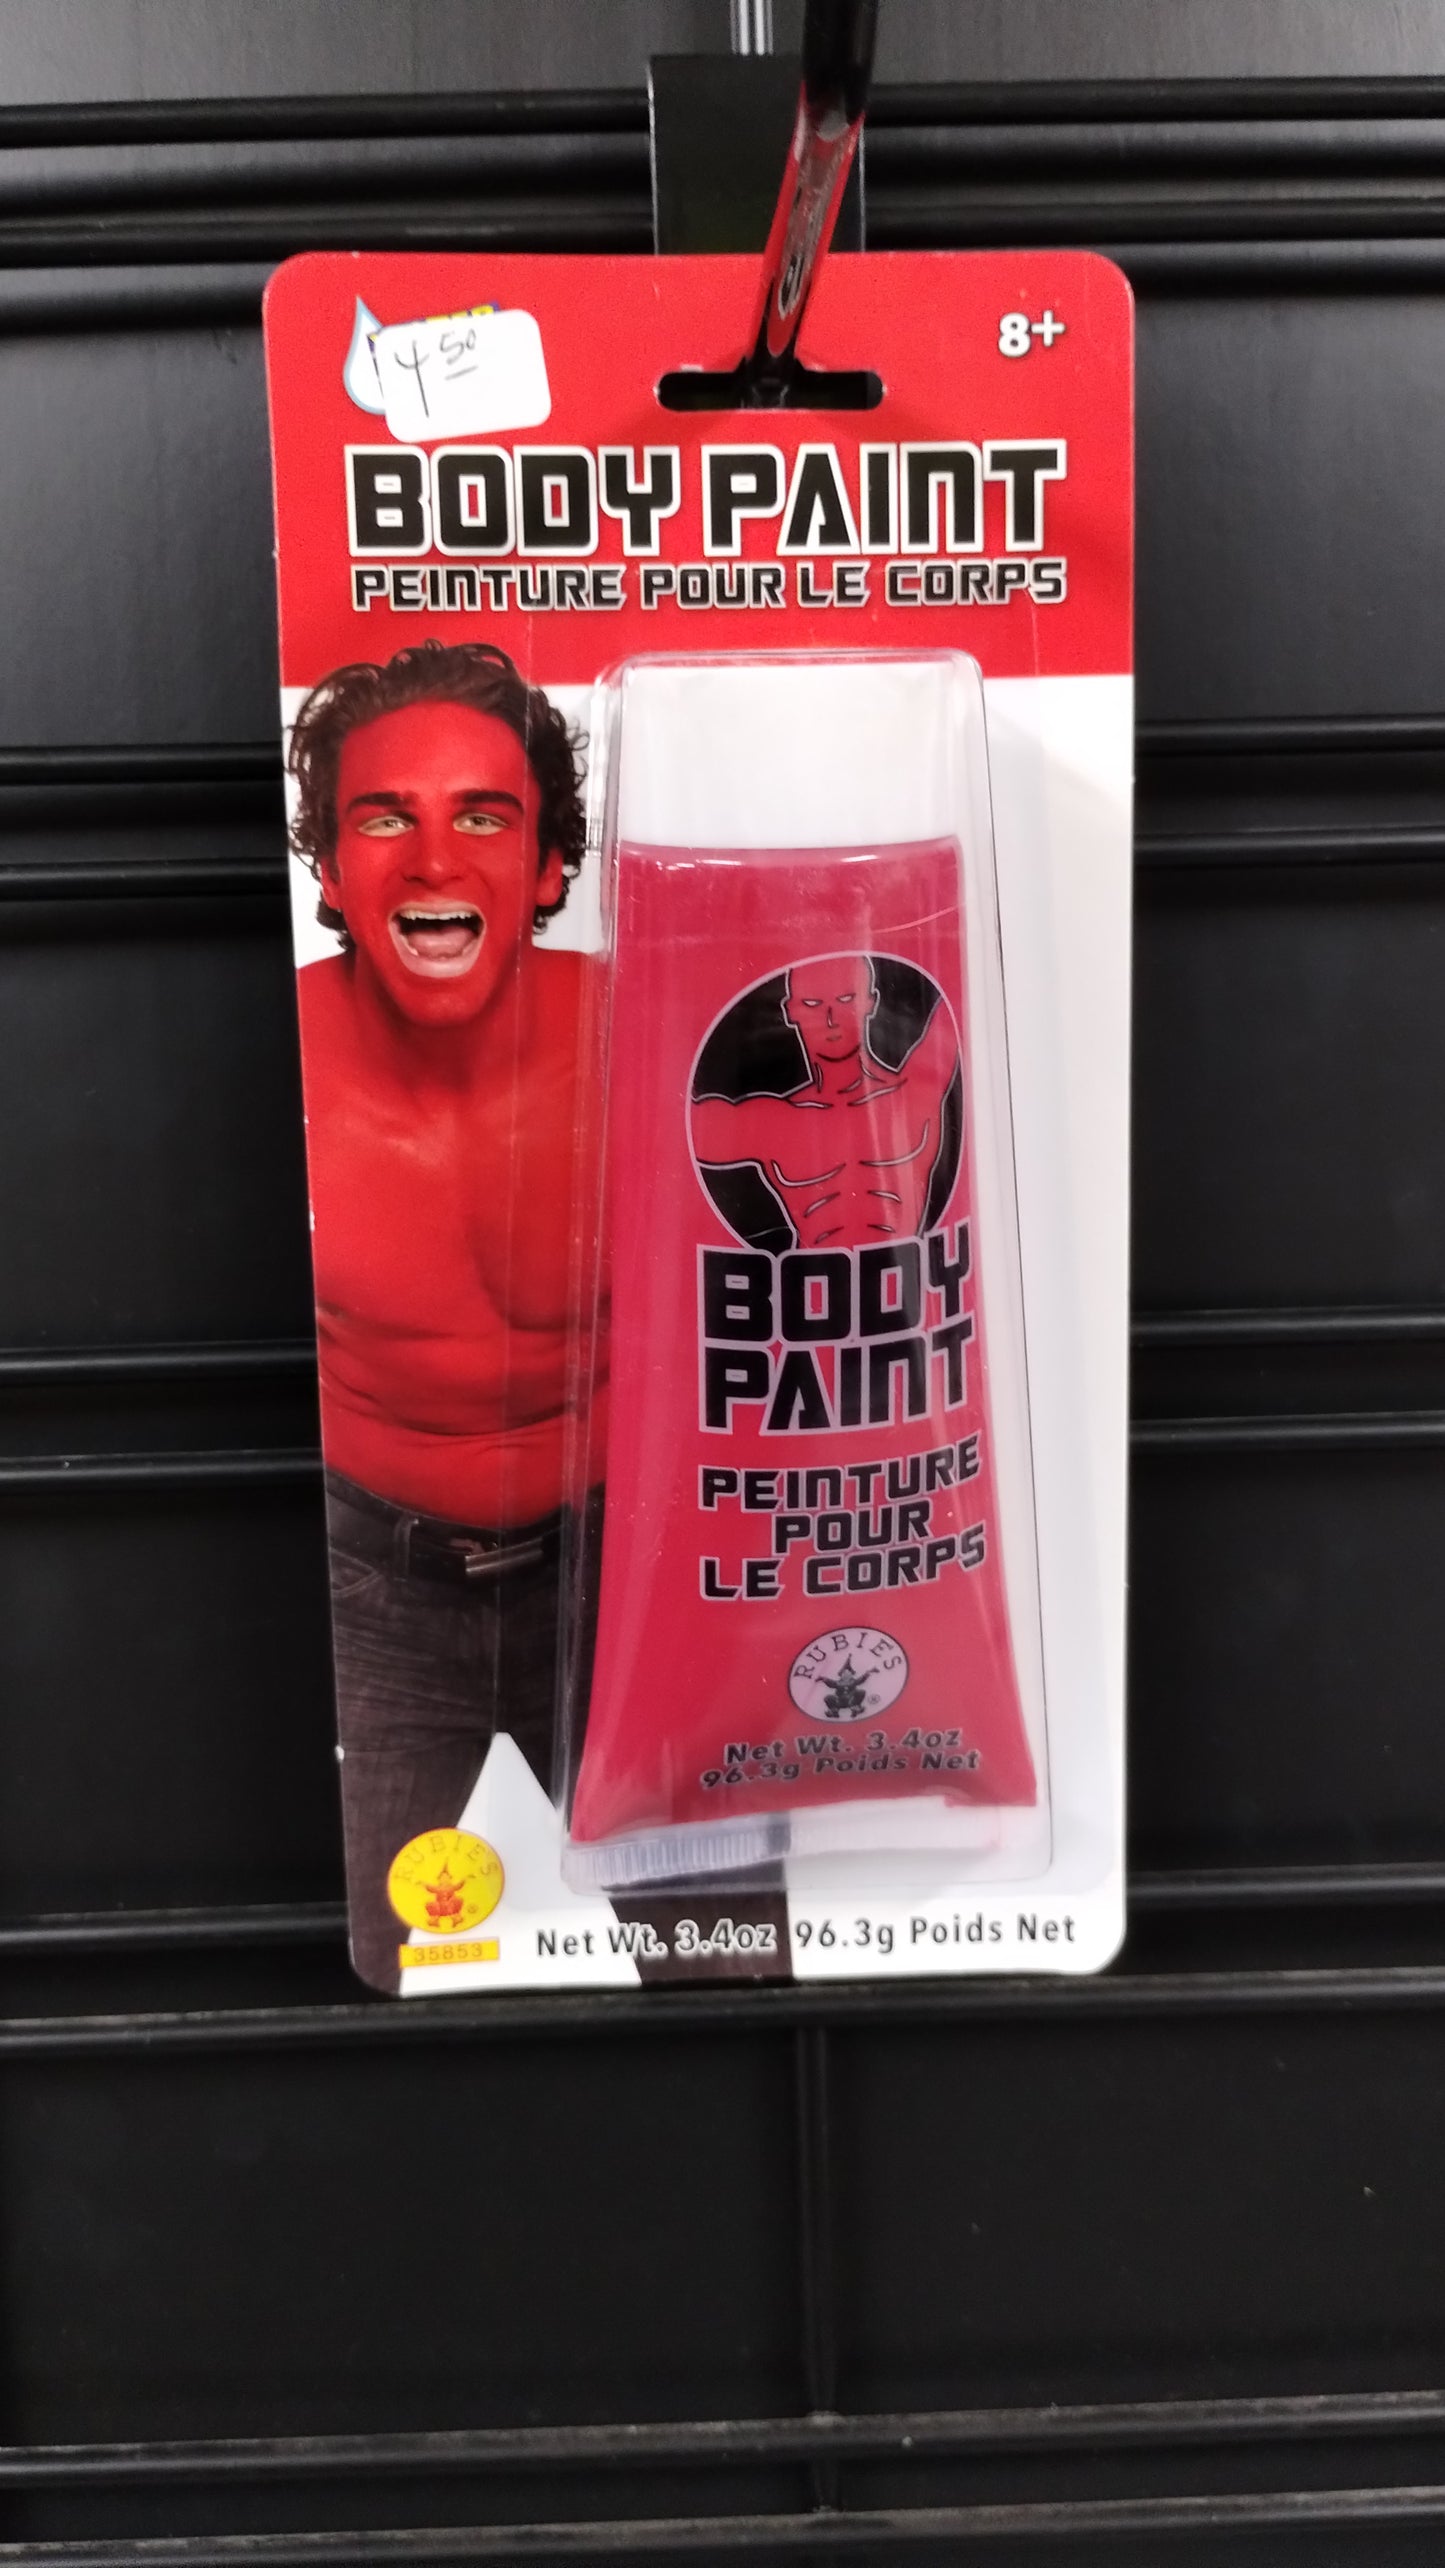 4 50
8+
BODY PAINT
PEINTURE POUR LE CORPS
BODY
PAINT
PEINTURE
POUR
LE CORPS
RUBIES
®
Net Wt. 3.4oz
96.3g Poids Net
RUBIES
®
35853
Net Wt. 3.4oz 96.3g Poids Net